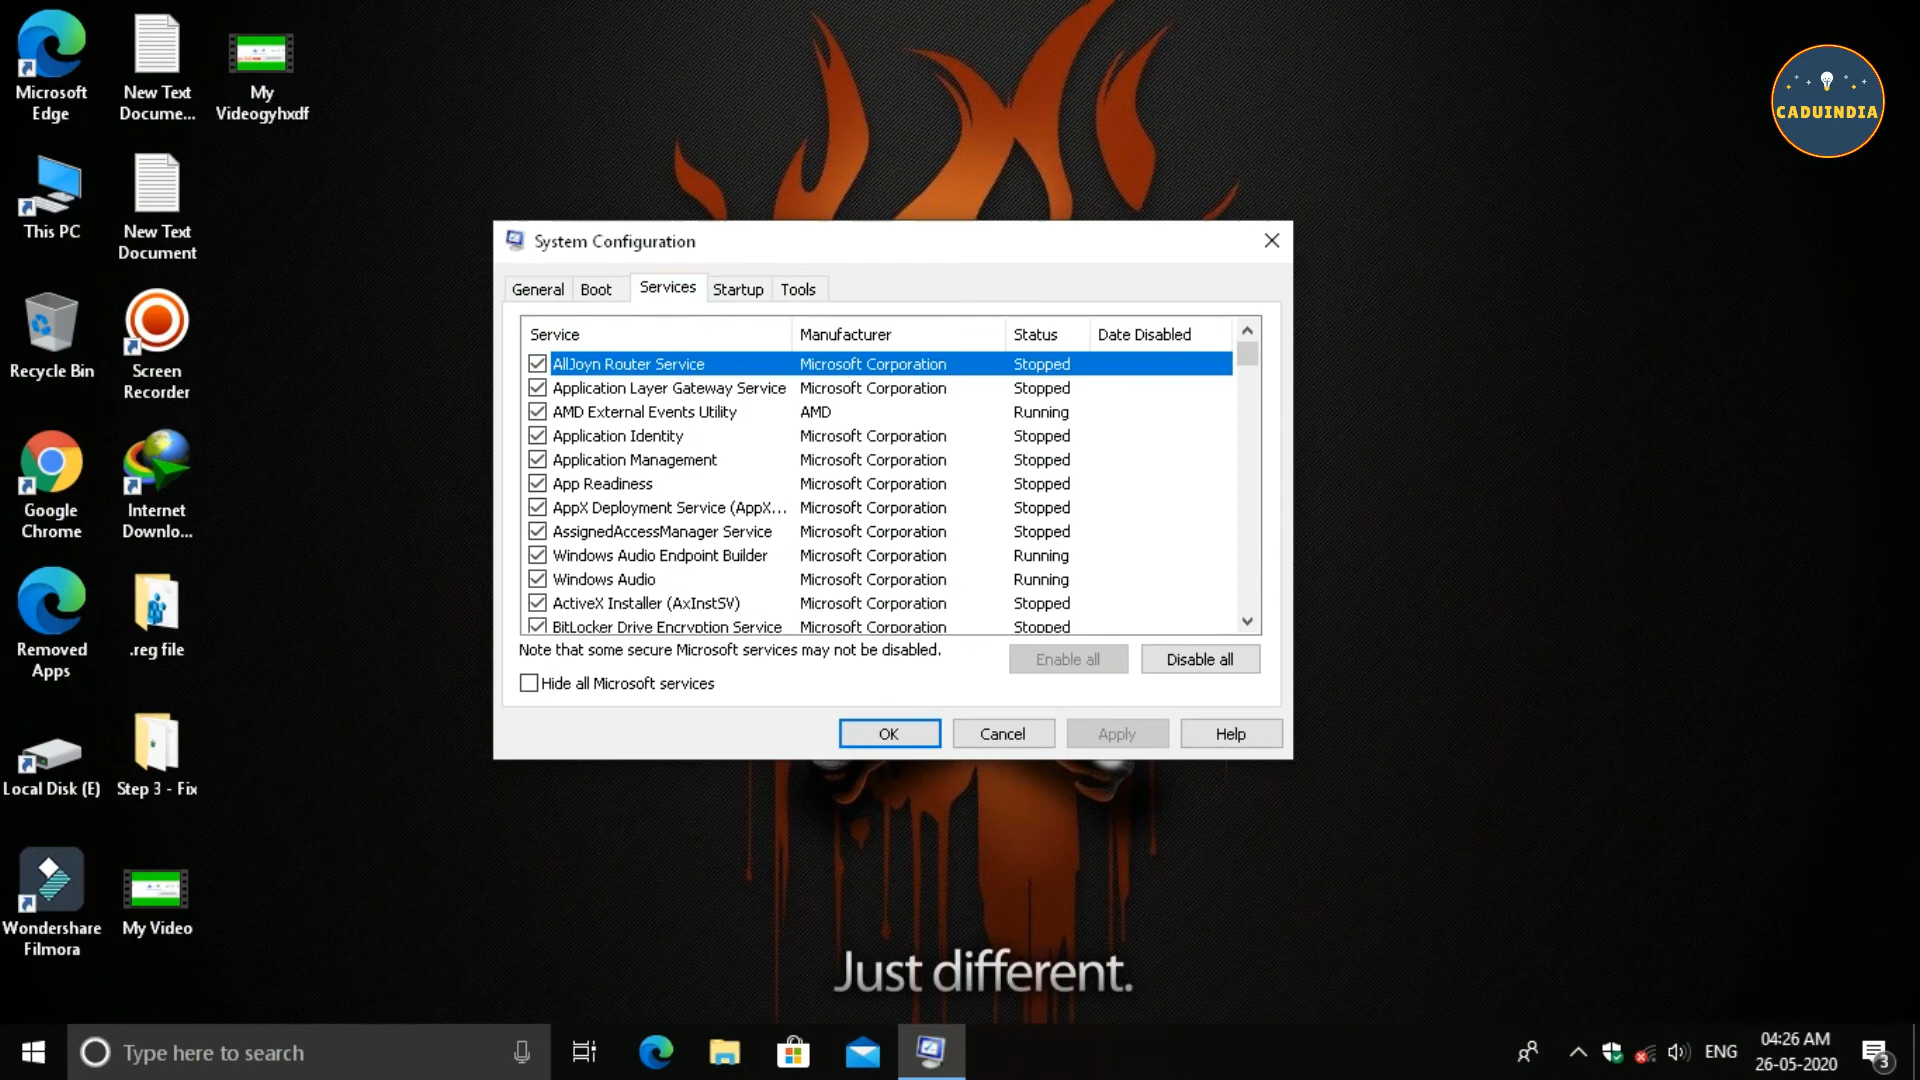 Microsoft
Edge
New Text
Docume...
My
Videogyhxdf
This PC
New Text
Document
Recycle Bin
Screen
Recorder
Google
Chrome
Internet
Downlo...
Removed
Apps
.reg file
Local Disk (E)
Step 3 - Fix
Wondershare
Filmora
My Video
CADUINDIA
System Configuration
General Boot Services Startup Tools
Service Manufacturer Status Date Disabled
AllJoyn Router Service Microsoft Corporation Stopped
Application Layer Gateway Service Microsoft Corporation Stopped
AMD External Events Utility AMD Running
Application Identity Microsoft Corporation Stopped
Application Management Microsoft Corporation Stopped
App Readiness Microsoft Corporation Stopped
AppX Deployment Service (AppX... Microsoft Corporation Stopped
AssignedAccessManager Service Microsoft Corporation Stopped
Windows Audio Endpoint Builder Microsoft Corporation Running
Windows Audio Microsoft Corporation Running
ActiveX Installer (AxInstSV) Microsoft Corporation Stopped
BitLocker Drive Encryption Service Microsoft Corporation Stopped
Note that some secure Microsoft services may not be disabled.
Enable all Disable all
Hide all Microsoft services
OK Cancel Apply Help
Just different.
Type here to search
ENG
04:26 AM
26-05-2020
3